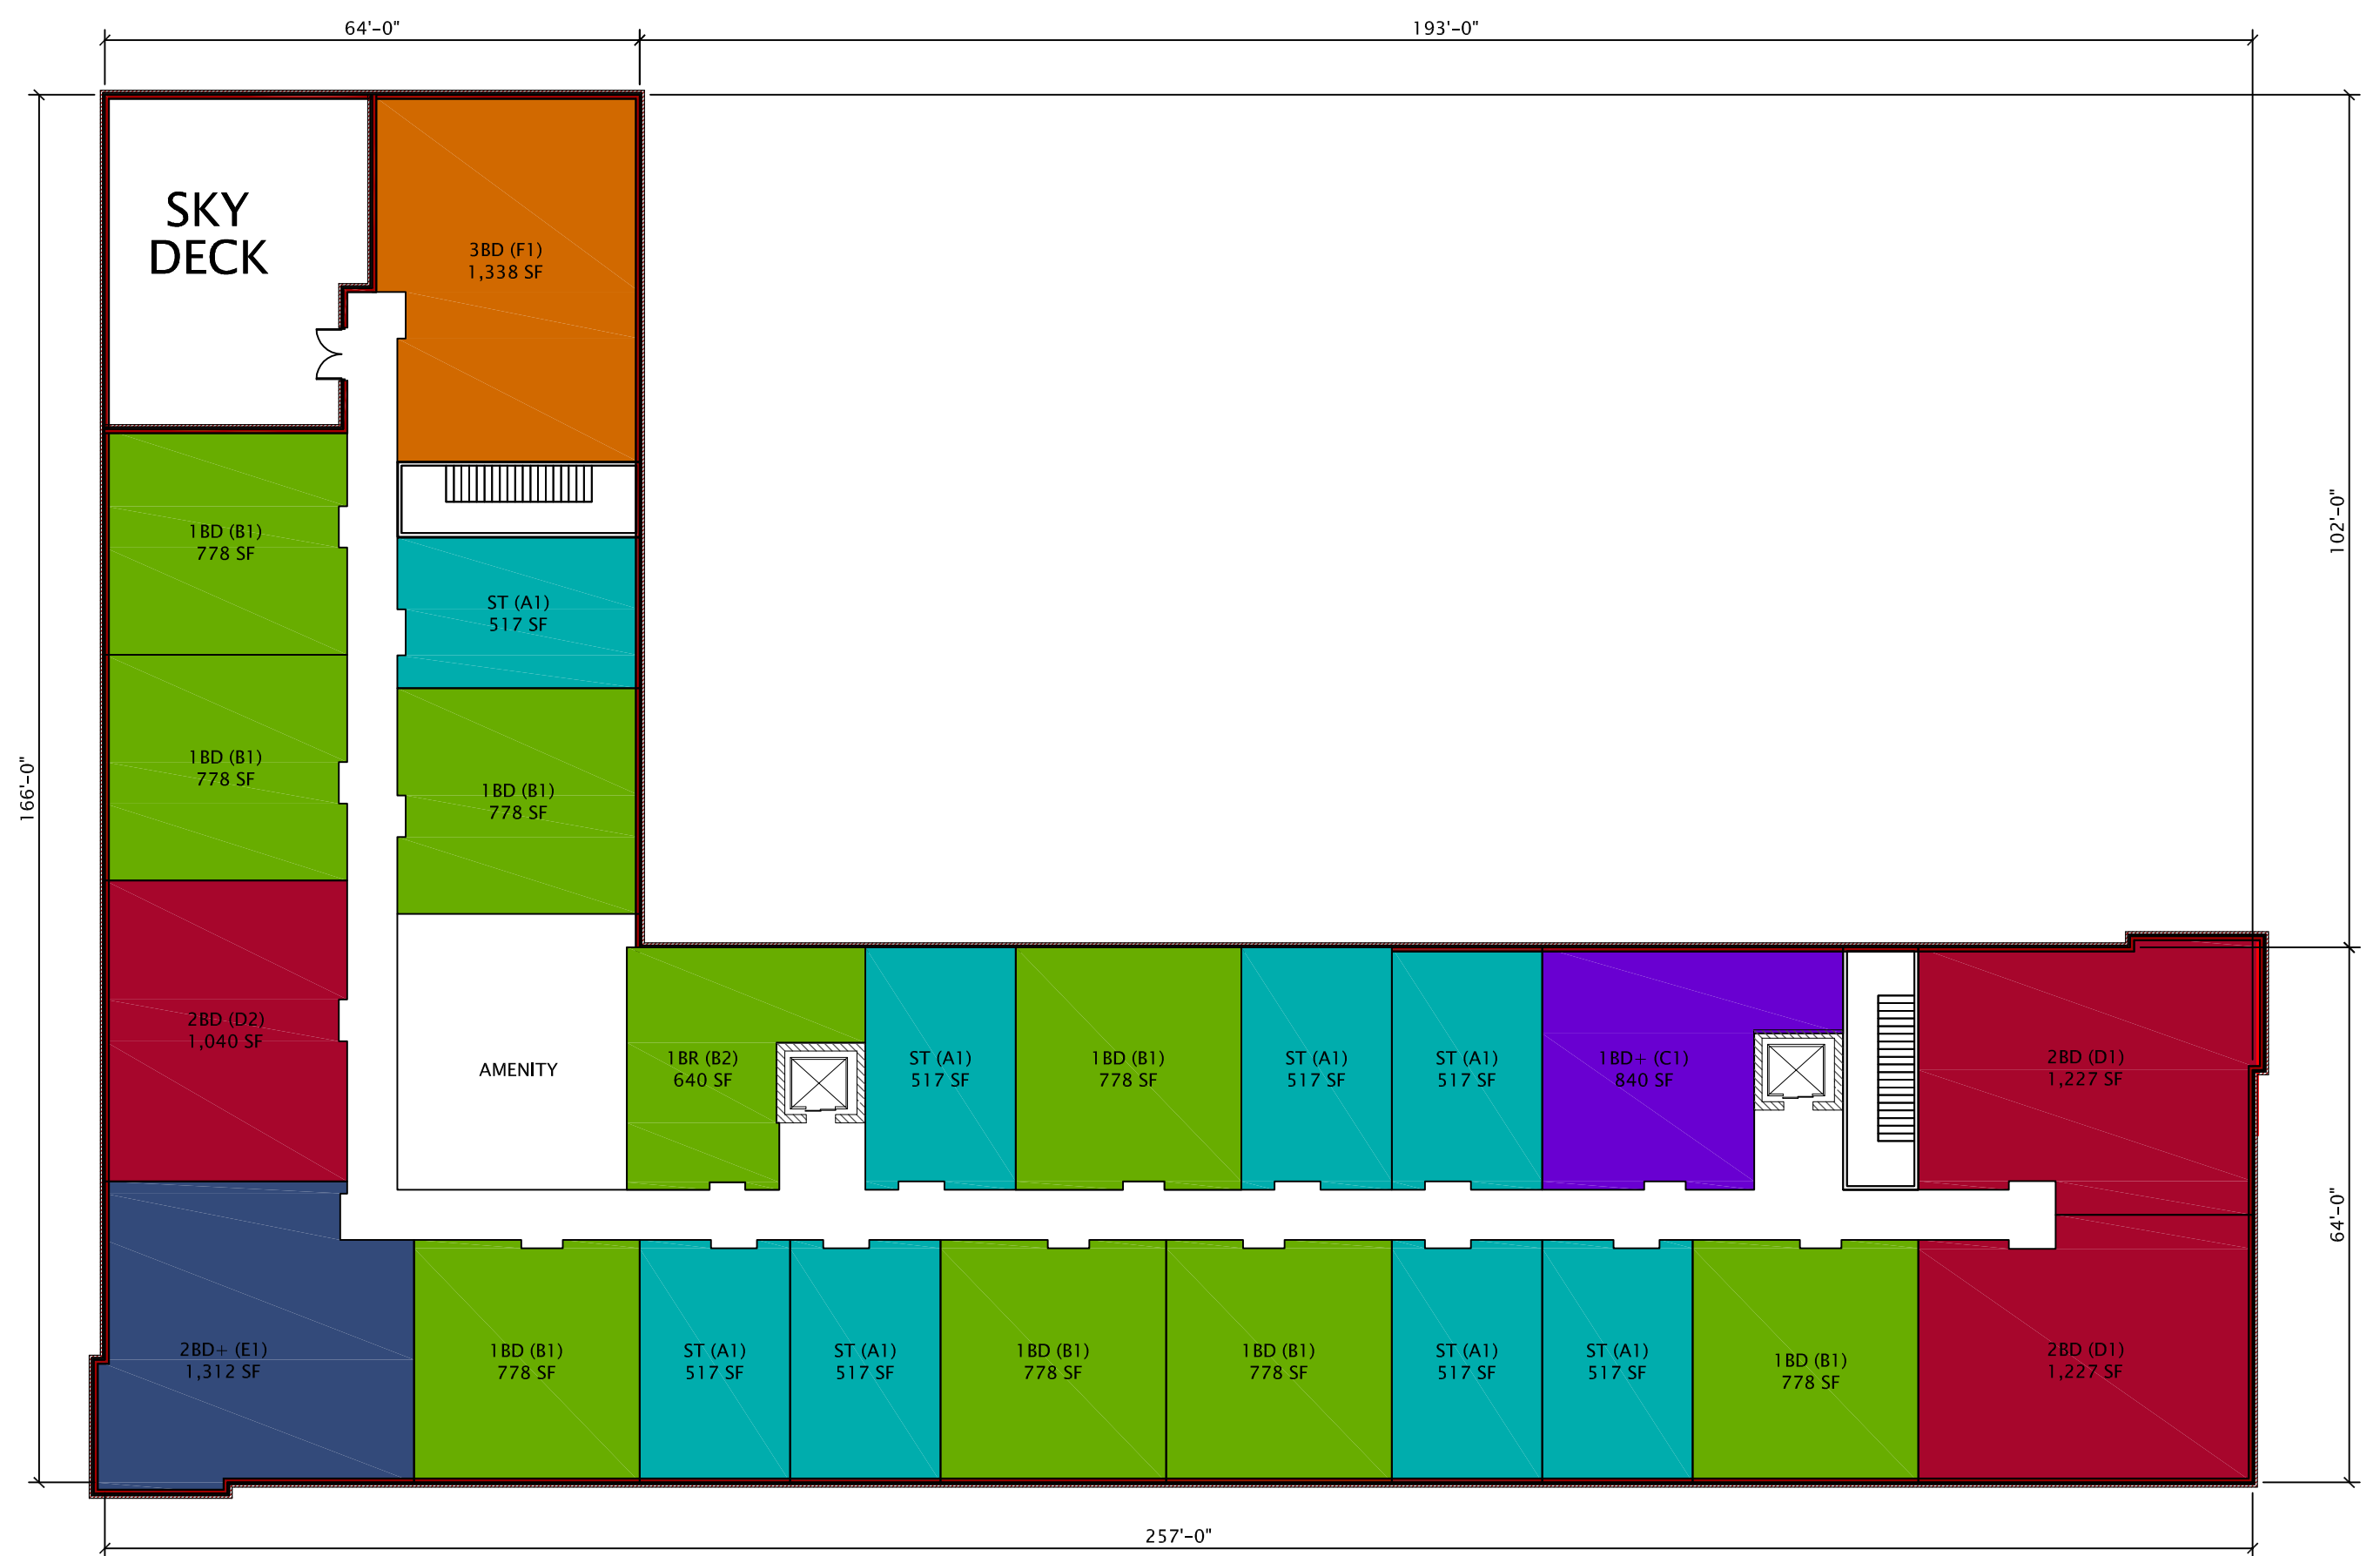 64'-0"
193'-0"
SKY
DECK
3BD (F1)
1,338 SF
102'-0"
1BD (B1)
778 SF
ST (A1)
517 SF
166'-0"
1BD (B1)
778 SF
1BD (B1)
778 SF
2BD (D2)
1,040 SF
AMENITY
1BR (B2)
640 SF
ST (A1)
517 SF
1BD (B1)
778 SF
ST (A1)
517 SF
ST (A1)
517 SF
1BD+ (C1)
840 SF
2BD (D1)
1,227 SF
64'-0"
2BD+ (E1)
1,312 SF
1BD (B1)
778 SF
ST (A1)
517 SF
ST (A1)
517 SF
1BD (B1)
778 SF
1BD (B1)
778 SF
ST (A1)
517 SF
ST (A1)
517 SF
1BD (B1)
778 SF
2BD (D1)
1,227 SF
257'-0"